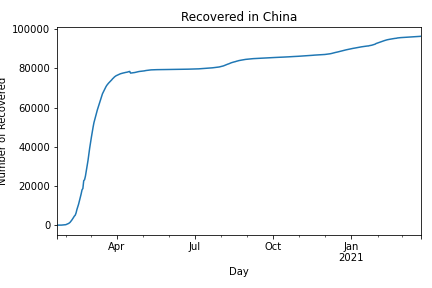 Recovered in China
Number of Recovered
100000
80000
60000
40000
20000
0
Apr
Jul
Oct
Jan
2021
Day